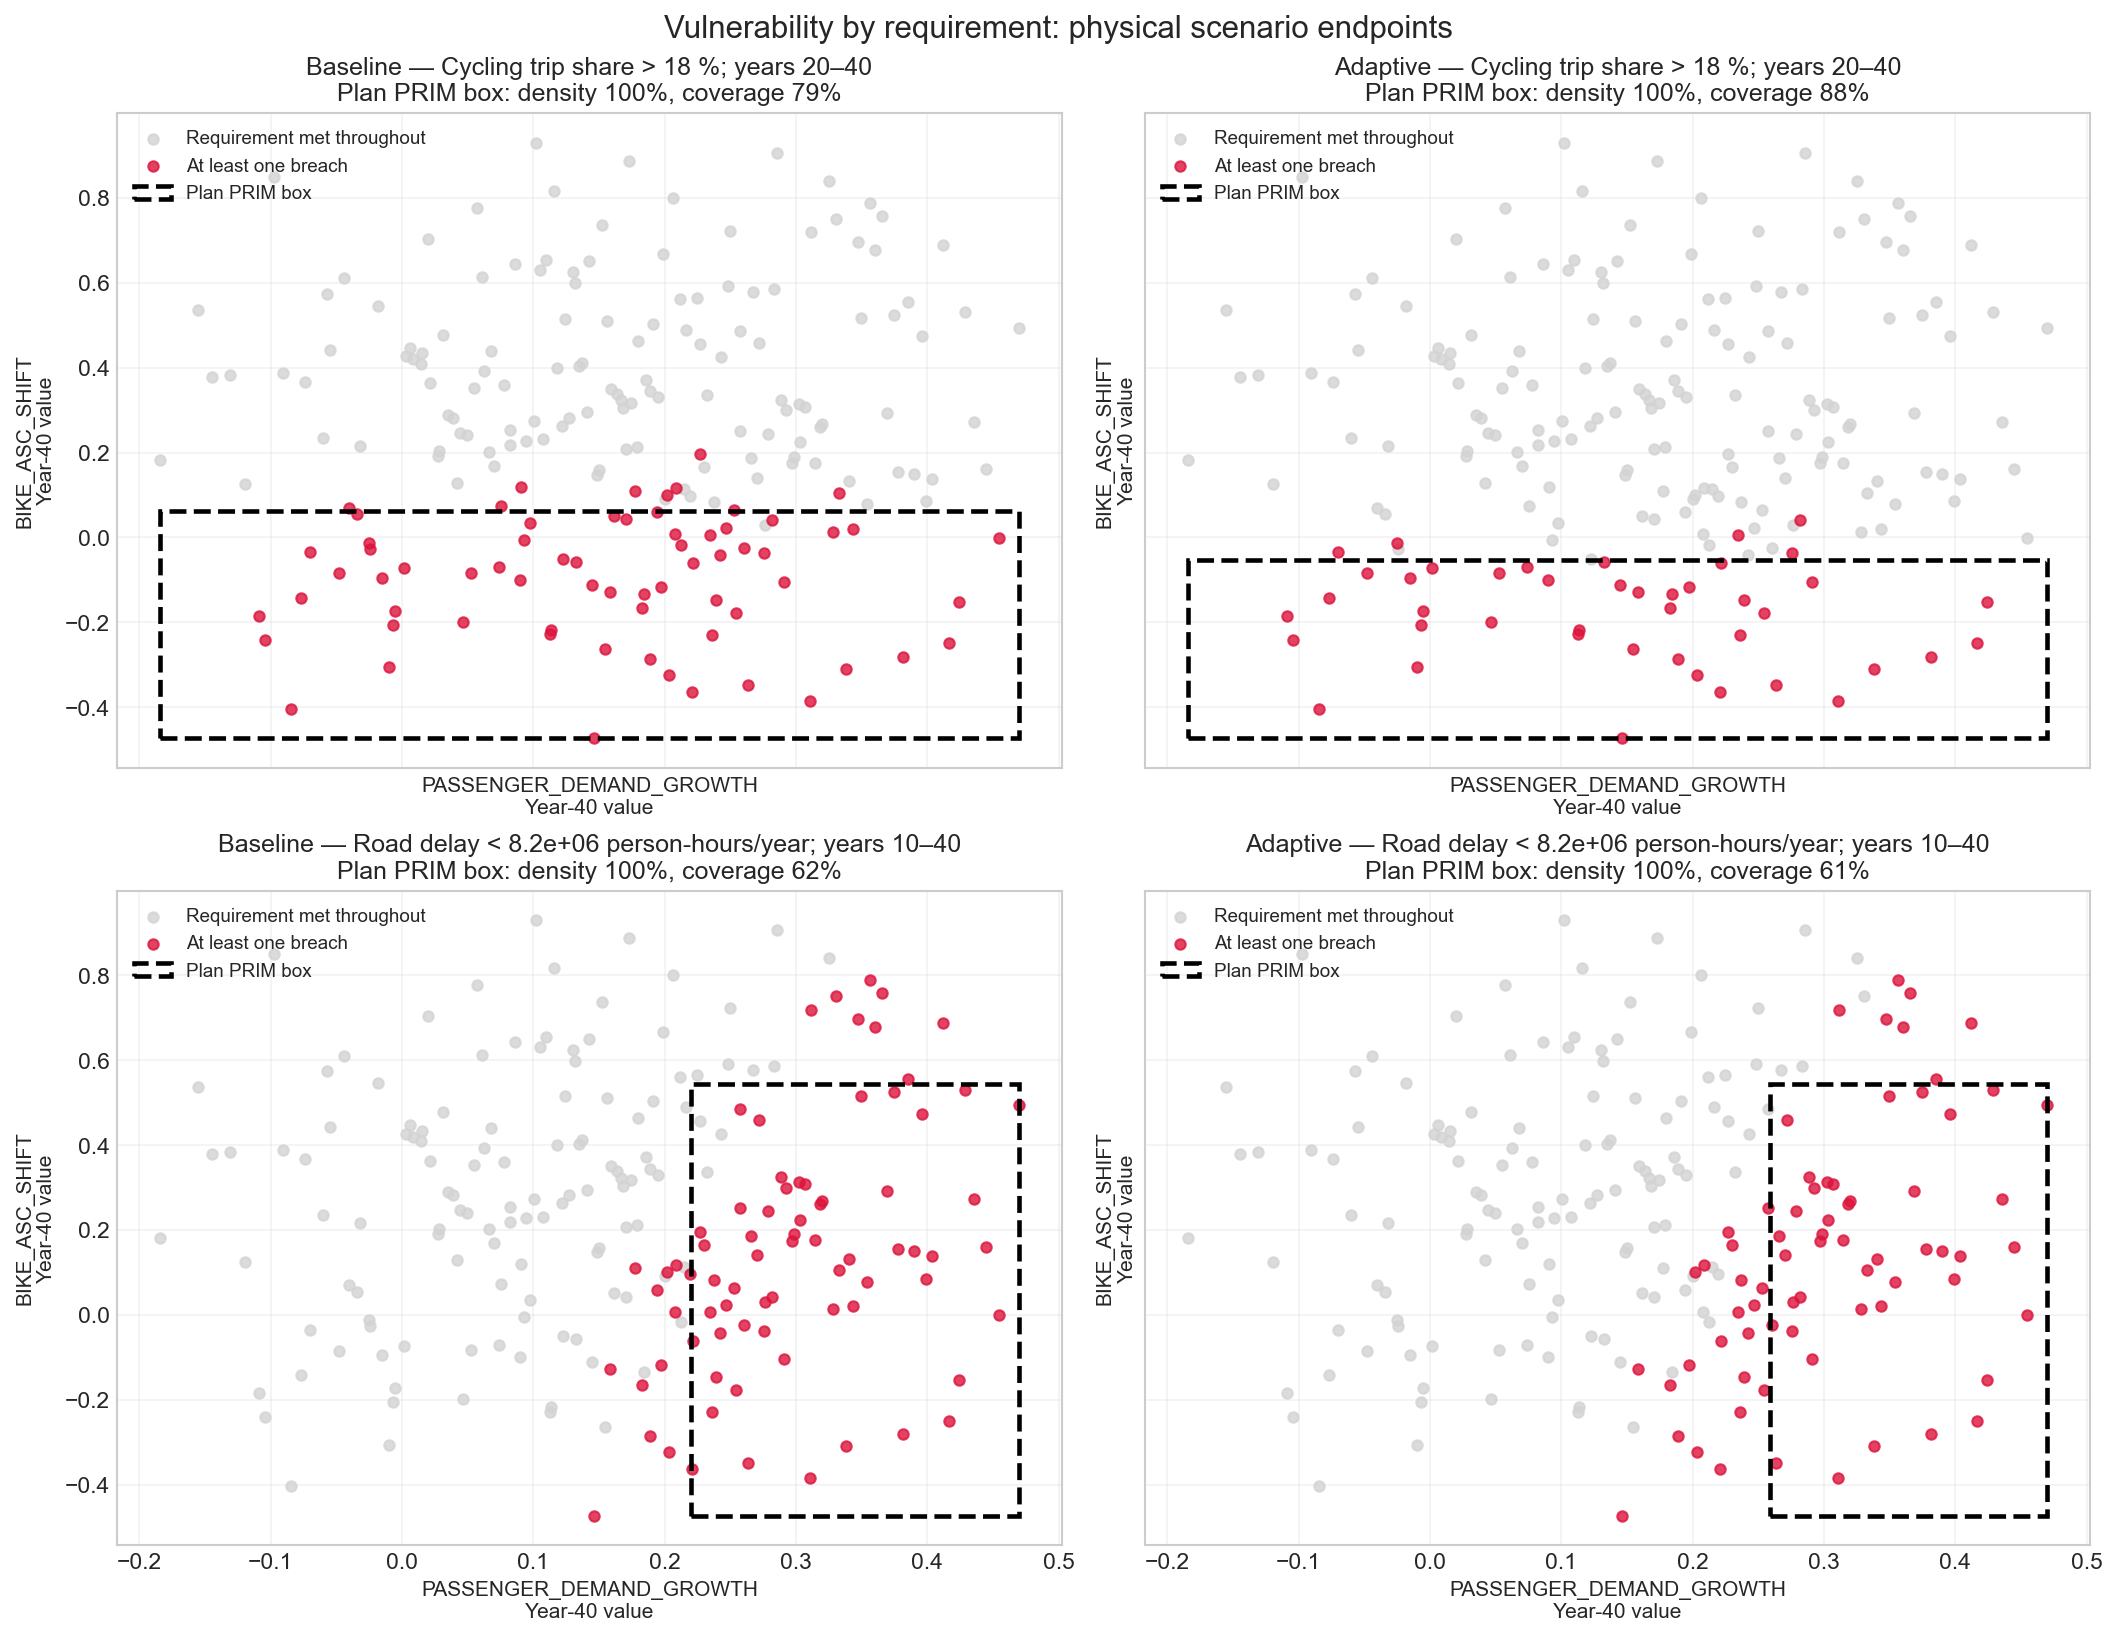 Vulnerability by requirement: physical scenario endpoints
Baseline — Cycling trip share > 18 %; years 20–40
Plan PRIM box: density 100%, coverage 79%
Requirement met throughout
At least one breach
Plan PRIM box
0.8
0.6
0.4
0.2
0.0
−0.2
−0.4
BIKE_ASC_SHIFT
Year-40 value
PASSENGER_DEMAND_GROWTH
Year-40 value
Adaptive — Cycling trip share > 18 %; years 20–40
Plan PRIM box: density 100%, coverage 88%
Requirement met throughout
At least one breach
Plan PRIM box
BIKE_ASC_SHIFT
Year-40 value
PASSENGER_DEMAND_GROWTH
Year-40 value
Baseline — Road delay < 8.2e+06 person-hours/year; years 10–40
Plan PRIM box: density 100%, coverage 62%
Requirement met throughout
At least one breach
Plan PRIM box
0.8
0.6
0.4
0.2
0.0
−0.2
−0.4
BIKE_ASC_SHIFT
Year-40 value
−0.2 −0.1 0.0 0.1 0.2 0.3 0.4 0.5
PASSENGER_DEMAND_GROWTH
Year-40 value
Adaptive — Road delay < 8.2e+06 person-hours/year; years 10–40
Plan PRIM box: density 100%, coverage 61%
Requirement met throughout
At least one breach
Plan PRIM box
BIKE_ASC_SHIFT
Year-40 value
−0.2 −0.1 0.0 0.1 0.2 0.3 0.4 0.5
PASSENGER_DEMAND_GROWTH
Year-40 value